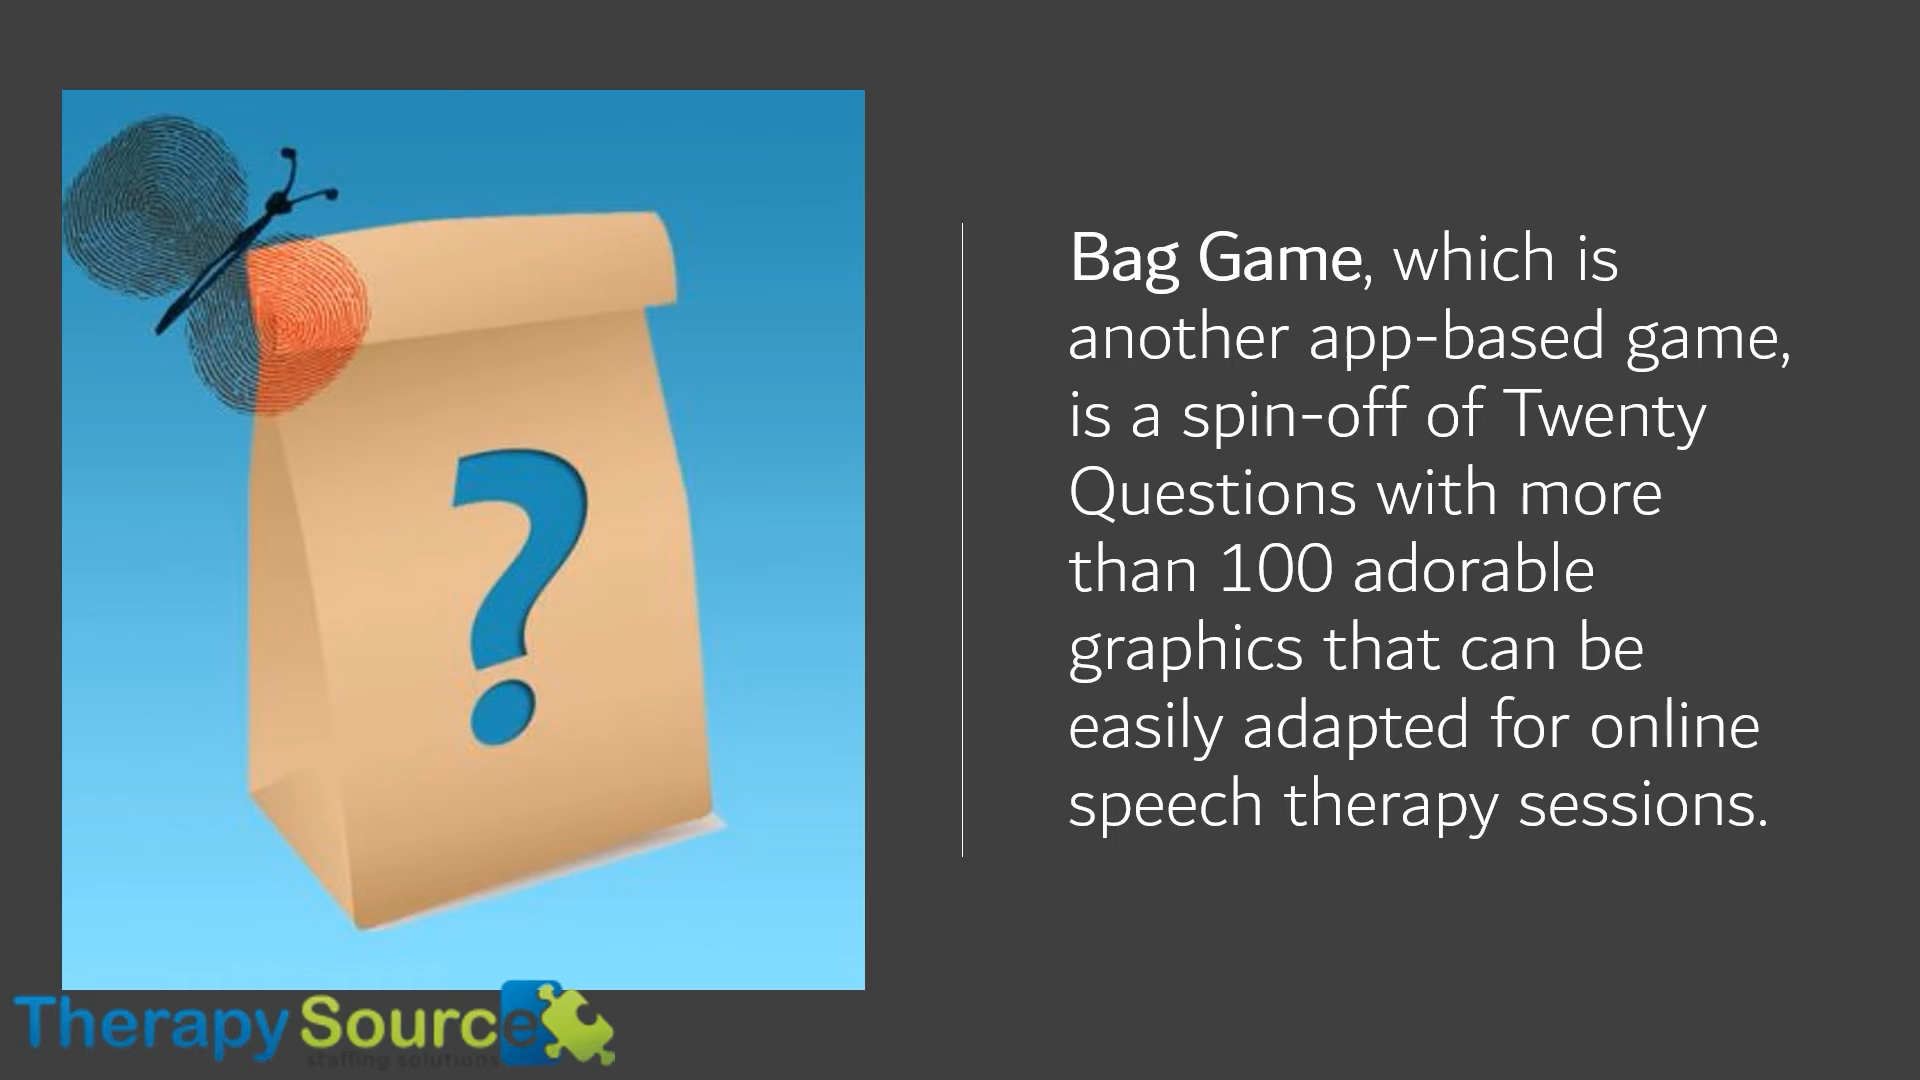 ?
Bag Game, which is
another app-based game,
is a spin-off of Twenty
Questions with more
than 100 adorable
graphics that can be
easily adapted for online
speech therapy sessions.
Therapy Source
staffing solutions